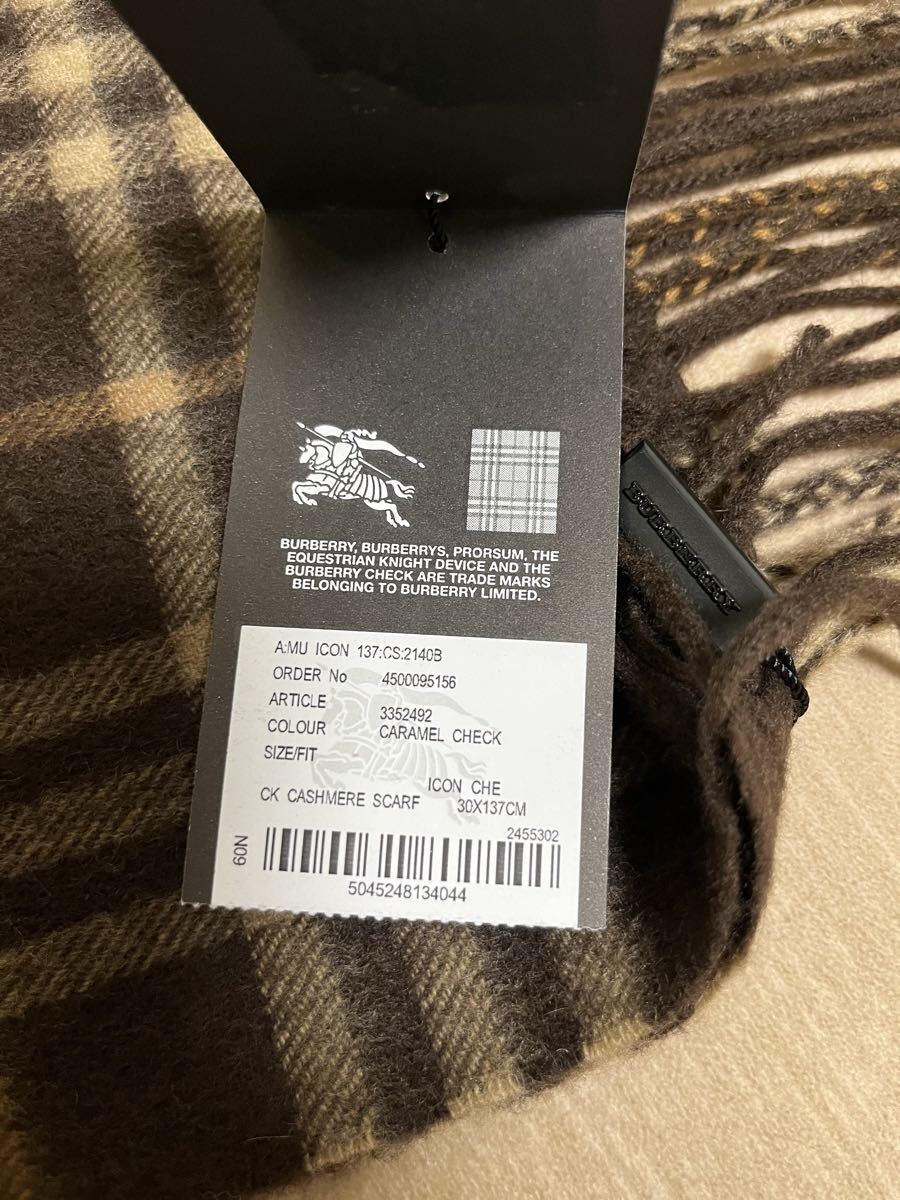 BURBERRY, BURBERRYS, PRORSUM, THE
EQUESTRIAN KNIGHT DEVICE AND THE
BURBERRY CHECK ARE TRADE MARKS
BELONGING TO BURBERRY LIMITED.
BURBERRY
A:MU ICON 137:CS:2140B
ORDER No 4500095156
ARTICLE 3352492
COLOUR CARAMEL CHECK
SIZE/FIT
ICON CHE
CK CASHMERE SCARF 30X137CM
2455302
N09
5045248134044